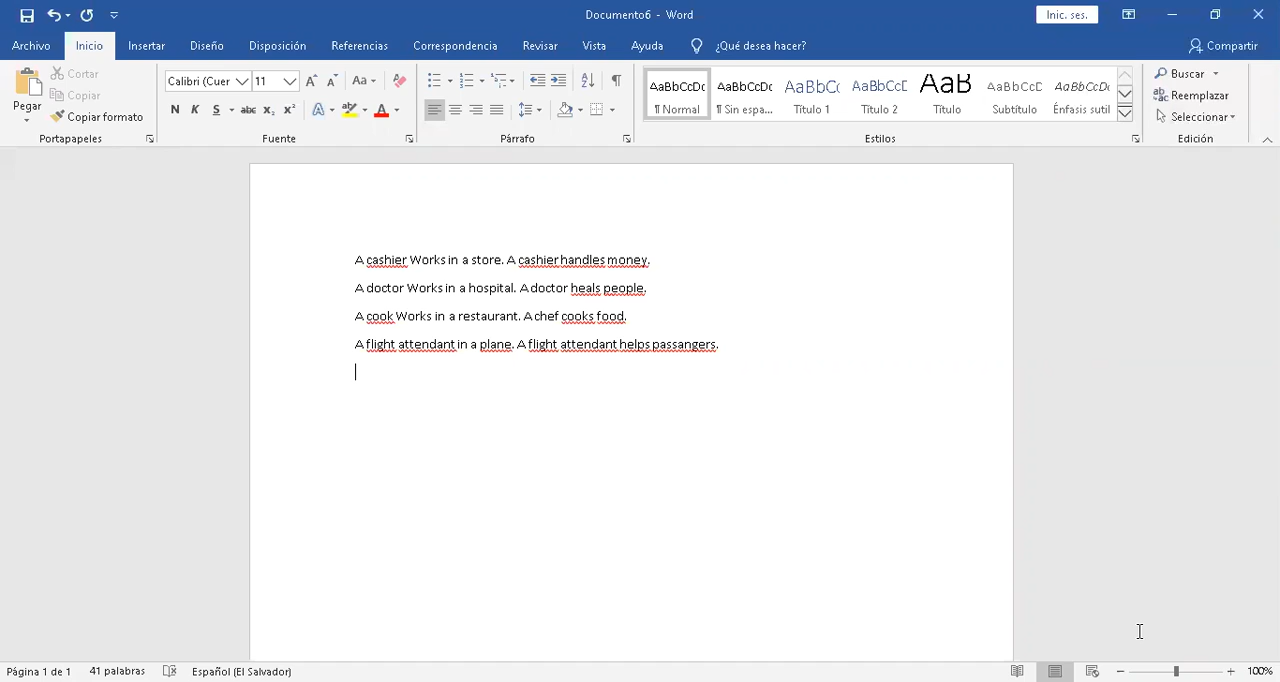 Documento6 - Word
Inic. ses.
Archivo Inicio Insertar Diseño Disposición Referencias Correspondencia Revisar Vista Ayuda ¿Qué desea hacer? Compartir
Pegar
Cortar
Copiar
Copiar formato
Portapapeles
Calibri (Cuer 11 Aa
N K S abc x₂ x² A A
Fuente
Párrafo
AaBbCcDc AaBbCcDc AaBbCc AaBbCcD AaB AaBbCcD AaBbCcDc
¶ Normal ¶ Sin espa... Título 1 Título 2 Título Subtítulo Énfasis sutil
Estilos
Buscar
Reemplazar
Seleccionar
Edición
A cashier Works in a store. A cashier handles money.
A doctor Works in a hospital. A doctor heals people.
A cook Works in a restaurant. A chef cooks food.
A flight attendant in a plane. A flight attendant helps passangers.
Página 1 de 1 41 palabras Español (El Salvador) 100%